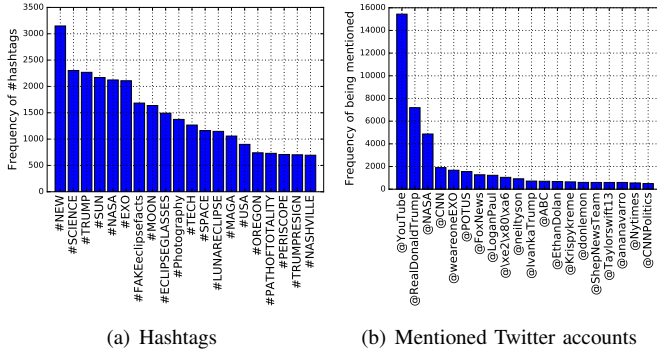 Frequency of #hashtags
3500
3000
2500
2000
1500
1000
500
0
#NEW
#SCIENCE
#TRUMP
#SUN
#NASA
#EXO
#FAKEeclipsefacts
#MOON
#ECLIPSEGLASSES
#Photography
#TECH
#SPACE
#LUNARECLIPSE
#MAGA
#USA
#OREGON
#PATHOFTOTALITY
#PERISCOPE
#TRUMPRESIGN
#NASHVILLE
(a) Hashtags
Frequency of being mentioned
16000
14000
12000
10000
8000
6000
4000
2000
0
@YouTube
@RealDonaldTrump
@NASA
@CNN
@weareoneEXO
@POTUS
@FoxNews
@LoganPaul
@\xe2\x80\xa6
@neiltyson
@IvankaTrump
@ABC
@EthanDolan
@Krispykreme
@donlemon
@ShepNewsTeam
@Taylorswift13
@ananavarro
@Nytimes
@CNNPolitics
(b) Mentioned Twitter accounts